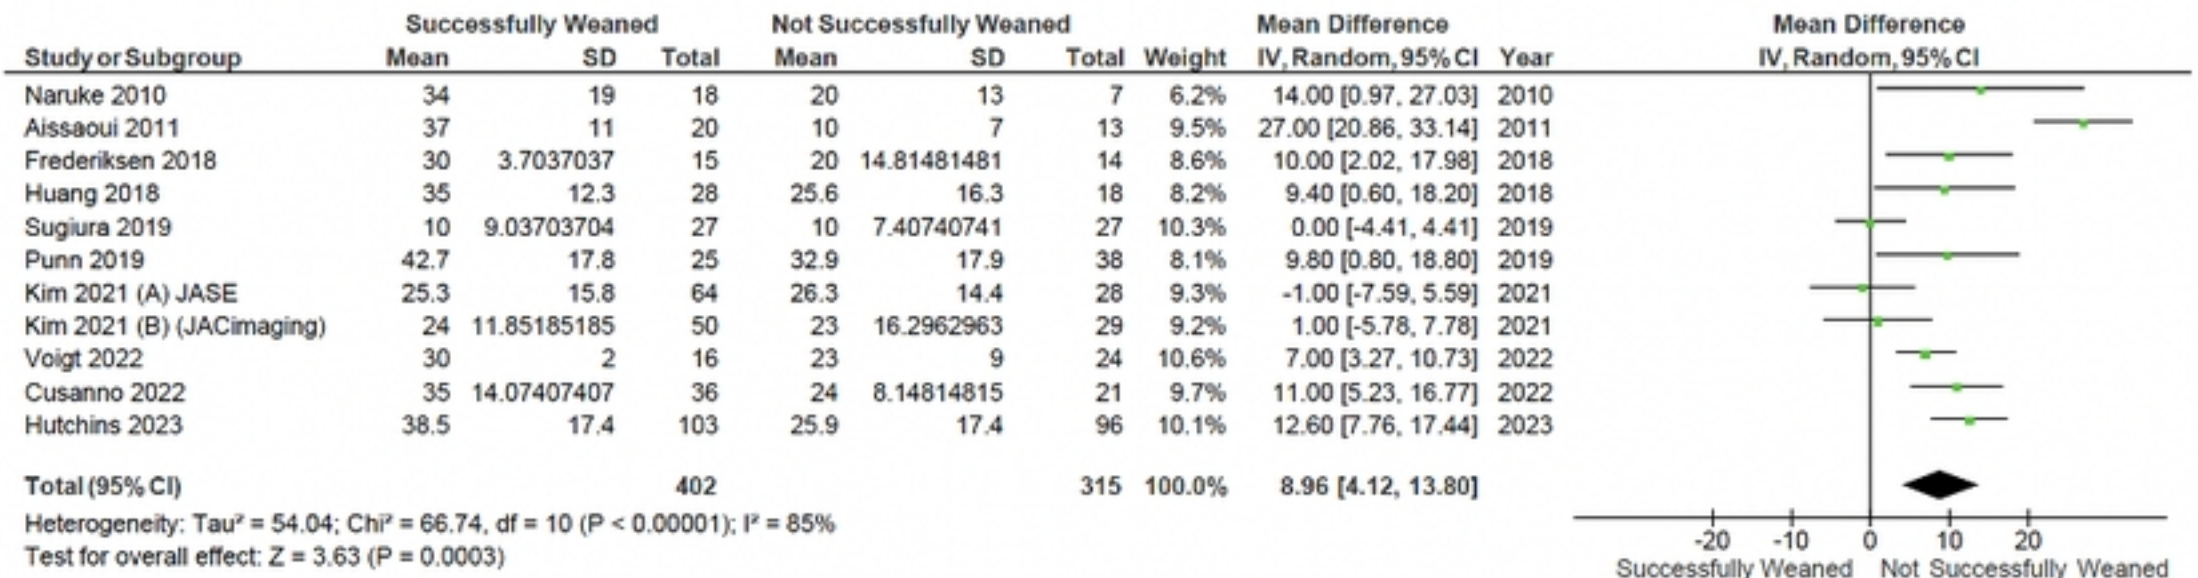 Successfully Weaned Not Successfully Weaned Mean Difference Mean Difference
Study or Subgroup Mean SD Total Mean SD Total Weight IV, Random, 95% CI Year IV, Random, 95% CI
Naruke 2010 34 19 18 20 13 7 6.2% 14.00 [0.97, 27.03] 2010
Aissaoui 2011 37 11 20 10 7 13 9.5% 27.00 [20.86, 33.14] 2011
Frederiksen 2018 30 3.7037037 15 20 14.81481481 14 8.6% 10.00 [2.02, 17.98] 2018
Huang 2018 35 12.3 28 25.6 16.3 18 8.2% 9.40 [0.60, 18.20] 2018
Sugiura 2019 10 9.03703704 27 10 7.40740741 27 10.3% 0.00 [-4.41, 4.41] 2019
Punn 2019 42.7 17.8 25 32.9 17.9 38 8.1% 9.80 [0.80, 18.80] 2019
Kim 2021 (A) JASE 25.3 15.8 64 26.3 14.4 28 9.3% -1.00 [-7.59, 5.59] 2021
Kim 2021 (B) (JACimaging) 24 11.85185185 50 23 16.2962963 29 9.2% 1.00 [-5.78, 7.78] 2021
Voigt 2022 30 2 16 23 9 24 10.6% 7.00 [3.27, 10.73] 2022
Cusanno 2022 35 14.07407407 36 24 8.14814815 21 9.7% 11.00 [5.23, 16.77] 2022
Hutchins 2023 38.5 17.4 103 25.9 17.4 96 10.1% 12.60 [7.76, 17.44] 2023
Total (95% CI) 402 315 100.0% 8.96 [4.12, 13.80]
Heterogeneity: Tau² = 54.04; Chi² = 66.74, df = 10 (P < 0.00001); I² = 85%
Test for overall effect: Z = 3.63 (P = 0.0003)
-20 -10 0 10 20
Successfully Weaned Not Successfully Weaned